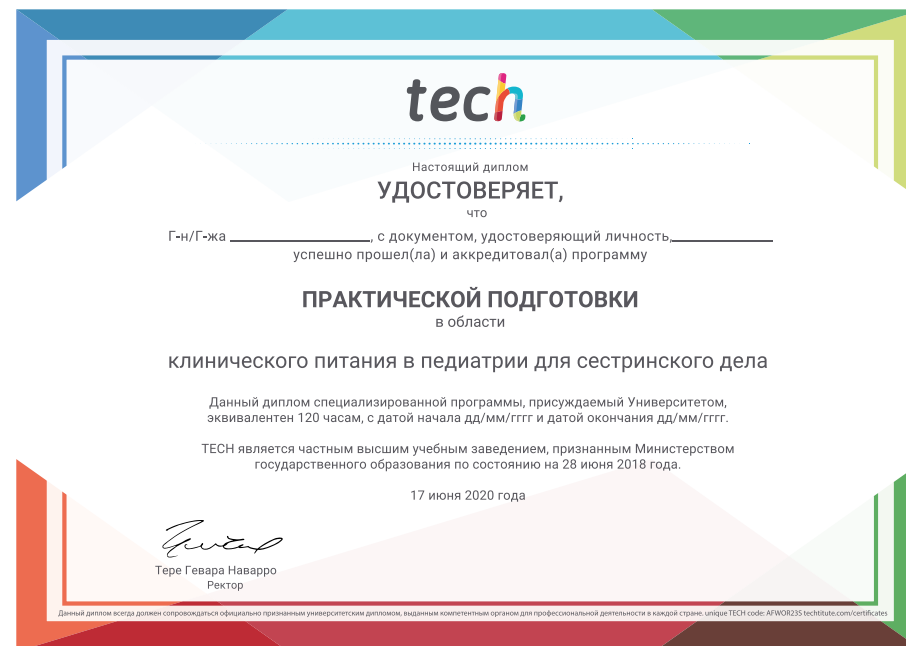 tech
Настоящий диплом
УДОСТОВЕРЯЕТ,
что
Г-н/Г-жа ____________________, с документом, удостоверяющий личность,______________
успешно прошел(ла) и аккредитовал(а) программу
ПРАКТИЧЕСКОЙ ПОДГОТОВКИ
в области
клинического питания в педиатрии для сестринского дела
Данный диплом специализированной программы, присуждаемый Университетом,
эквивалентен 120 часам, с датой начала дд/мм/гггг и датой окончания дд/мм/гггг.
TECH является частным высшим учебным заведением, признанным Министерством
государственного образования по состоянию на 28 июня 2018 года.
17 июня 2020 года
Тере Гевара Наварро
Ректор
Данный диплом всегда должен сопровождаться официально признанным университетским дипломом, выданным компетентным органом для профессиональной деятельности в каждой стране. unique TECH code: AFWOR23S techtitute.com/certificates